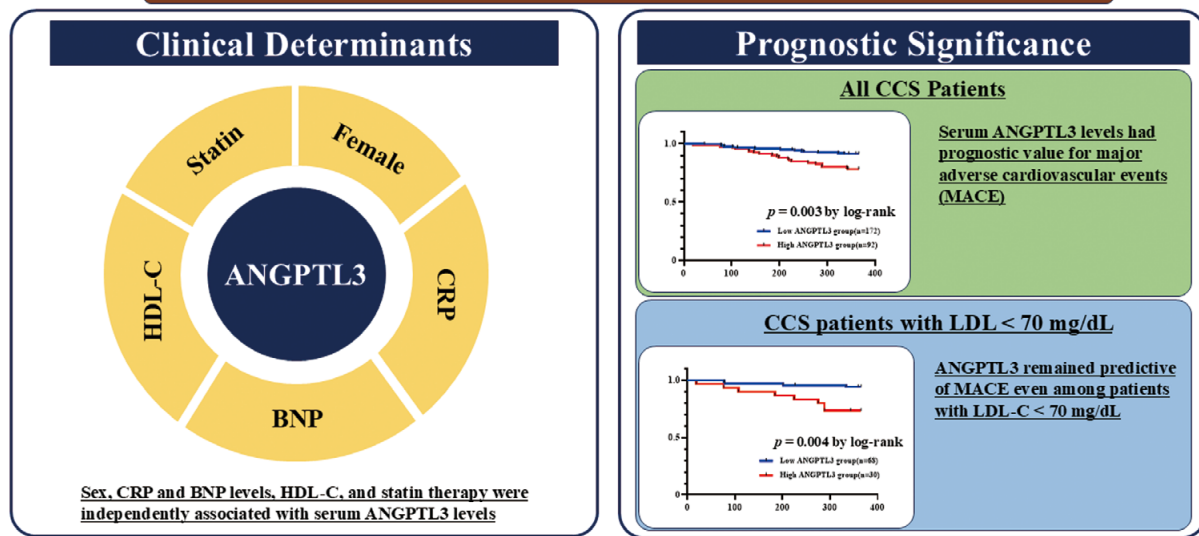 Clinical Determinants
Statin
Female
HDL-C
ANGPTL3
CRP
BNP
Sex, CRP and BNP levels, HDL-C, and statin therapy were
independently associated with serum ANGPTL3 levels
Prognostic Significance
All CCS Patients
1.0
0.5
0
0
100
200
300
400
p = 0.003 by log-rank
Low ANGPTL3 group(n=172)
High ANGPTL3 group(n=92)
Serum ANGPTL3 levels had
prognostic value for major
adverse cardiovascular events
(MACE)
CCS patients with LDL < 70 mg/dL
1.0
0.5
0
0
100
200
300
400
p = 0.004 by log-rank
Low ANGPTL3 group(n=68)
High ANGPTL3 group(n=30)
ANGPTL3 remained predictive
of MACE even among patients
with LDL-C < 70 mg/dL